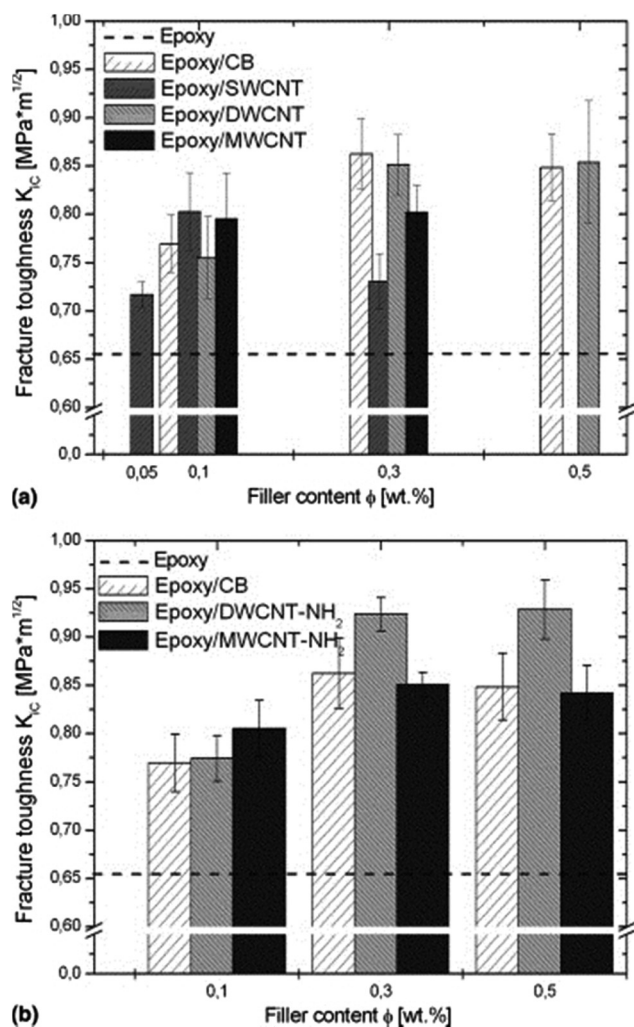 1,00
0,95
0,90
0,85
0,80
0,75
0,70
0,65
0,60
0,0
Fracture toughness K_IC [MPa*m^1/2]
Epoxy
Epoxy/CB
Epoxy/SWCNT
Epoxy/DWCNT
Epoxy/MWCNT
0,05 0,1 0,3 0,5
Filler content ϕ [wt.%]
(a)
1,00
0,95
0,90
0,85
0,80
0,75
0,70
0,65
0,60
0,0
Fracture toughness K_IC [MPa*m^1/2]
Epoxy
Epoxy/CB
Epoxy/DWCNT-NH₂
Epoxy/MWCNT-NH₂
0,1 0,3 0,5
Filler content ϕ [wt.%]
(b)